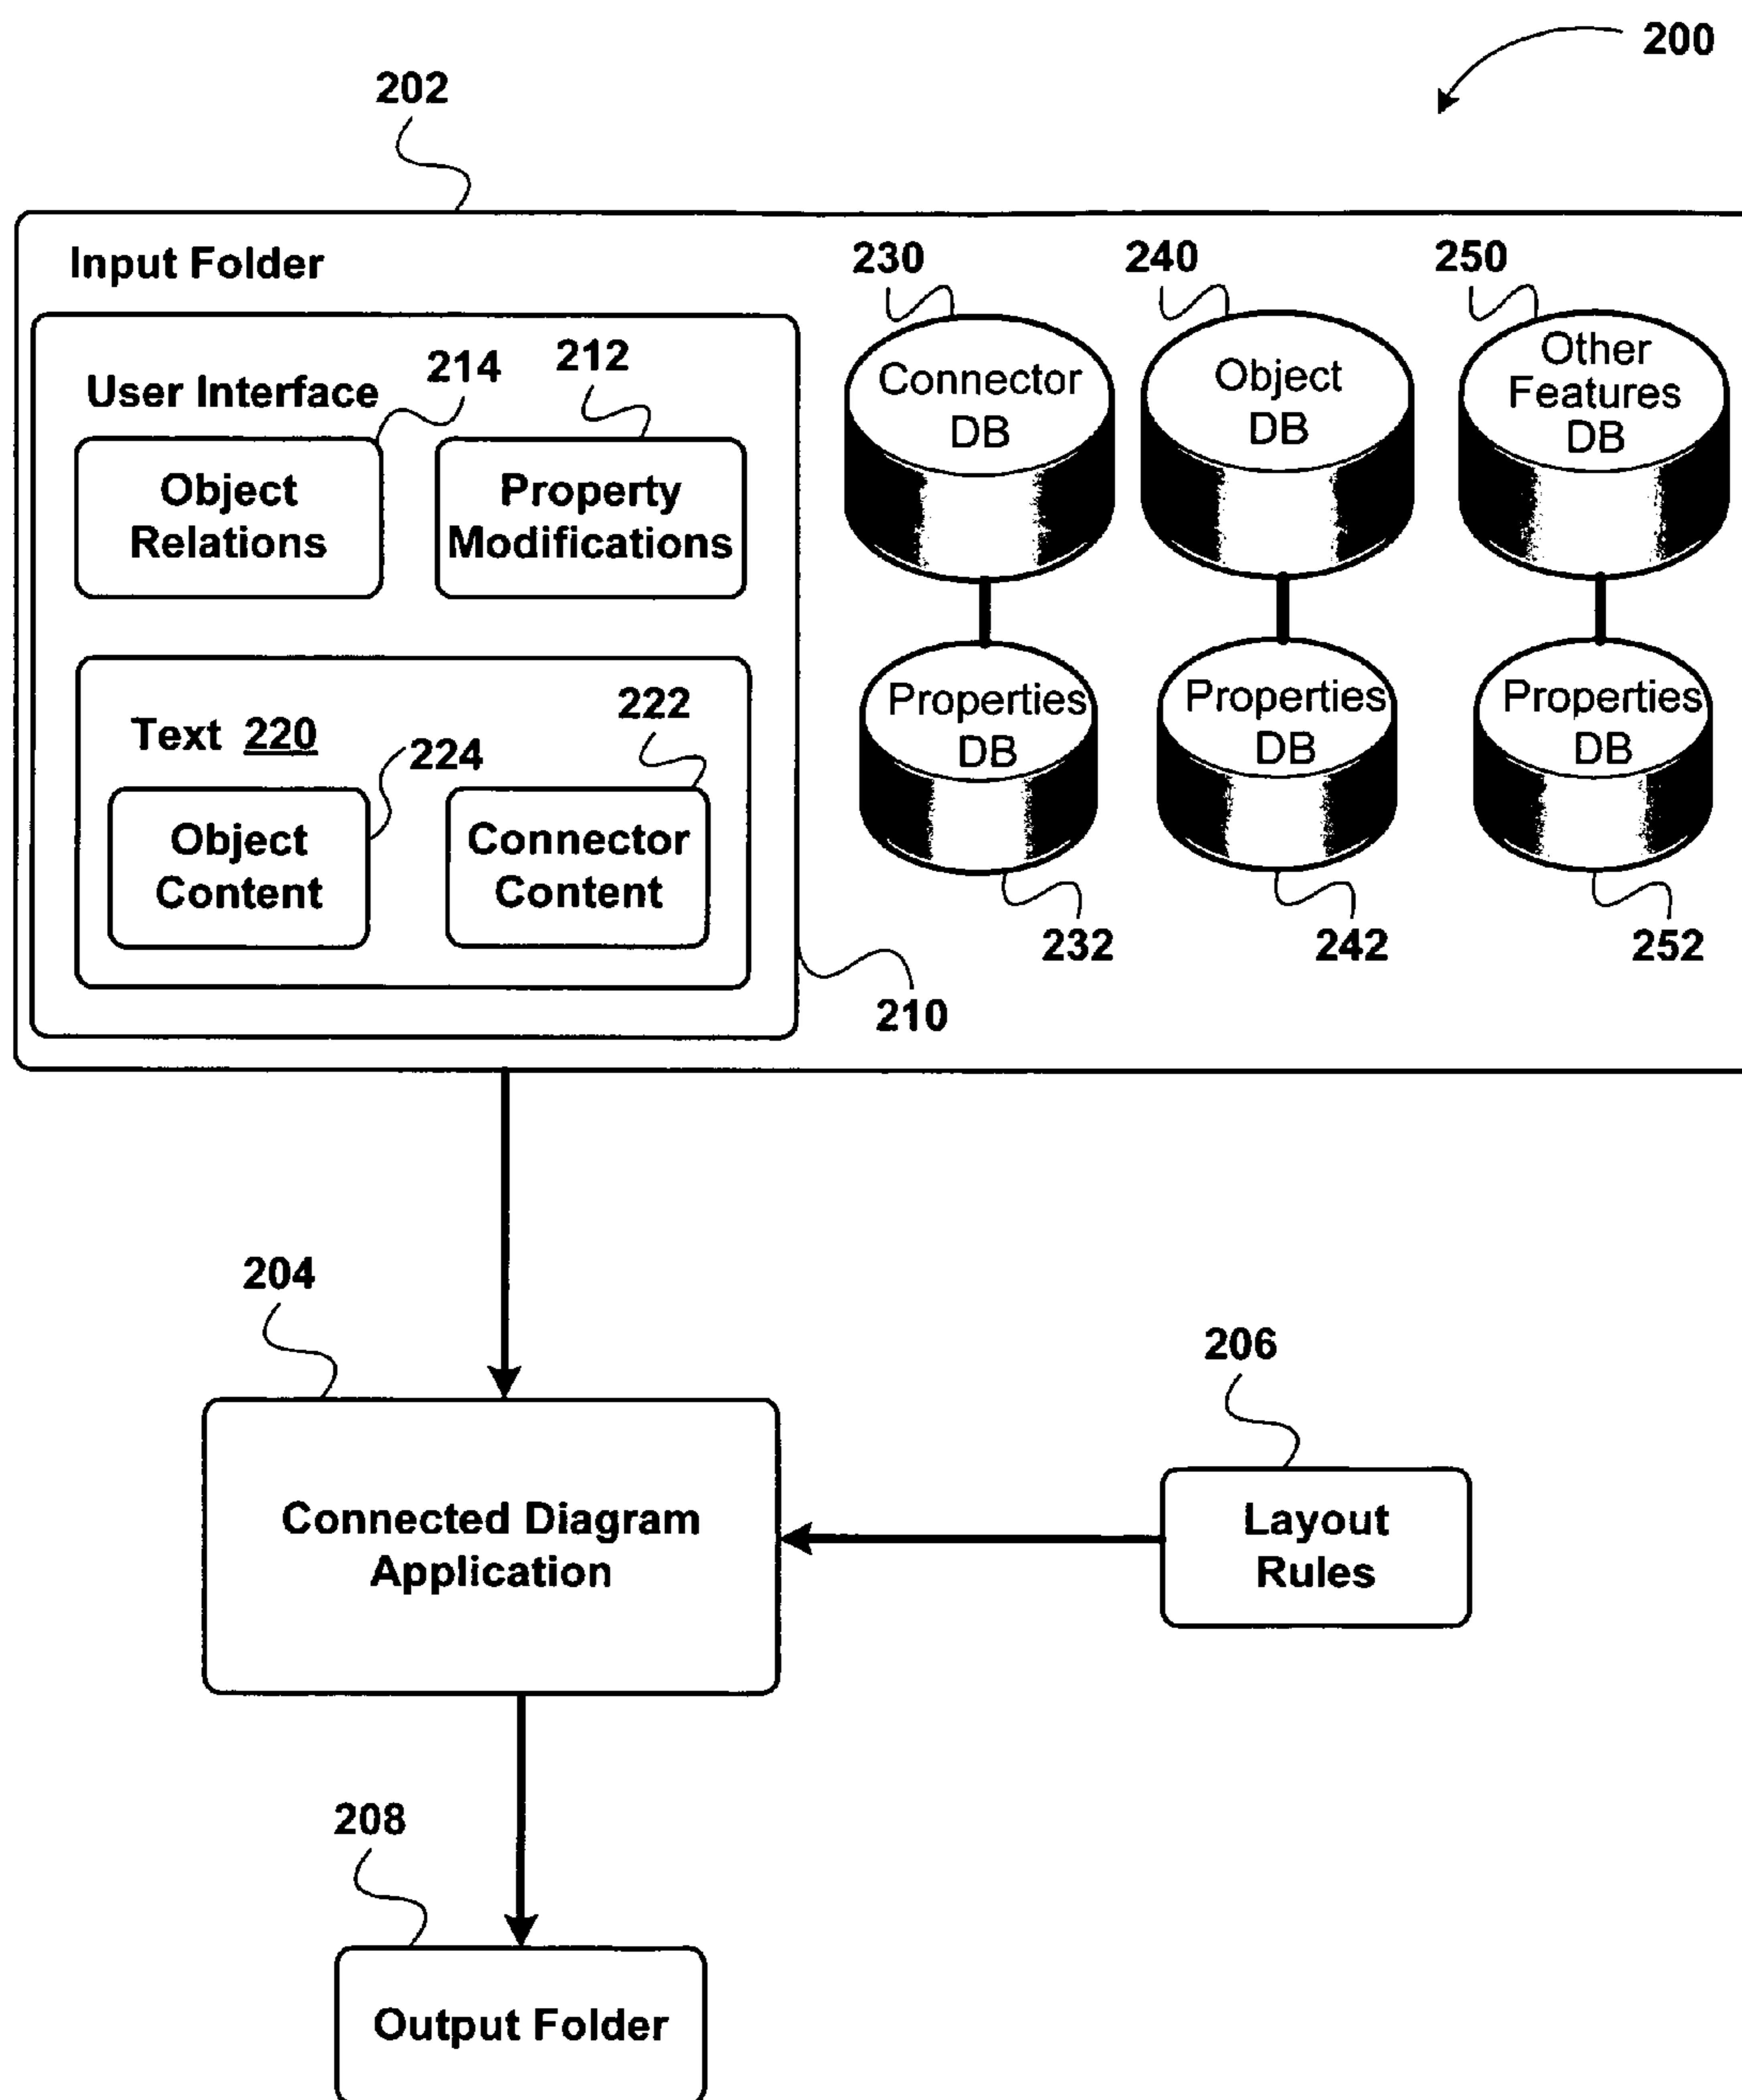 200
202
Input Folder
230
240
250
User Interface
214
212
Connector
DB
Object
DB
Other
Features
DB
Object
Relations
Property
Modifications
Text 220
224
222
Properties
DB
Properties
DB
Properties
DB
Object
Content
Connector
Content
232
242
252
210
204
206
Connected Diagram
Application
Layout
Rules
208
Output Folder